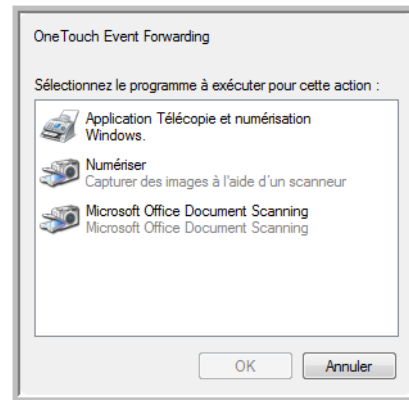 OneTouch Event Forwarding
Sélectionnez le programme à exécuter pour cette action :
Application Télécopie et numérisation
Windows.
Numériser
Capturer des images à l'aide d'un scanneur
Microsoft Office Document Scanning
Microsoft Office Document Scanning
OK
Annuler